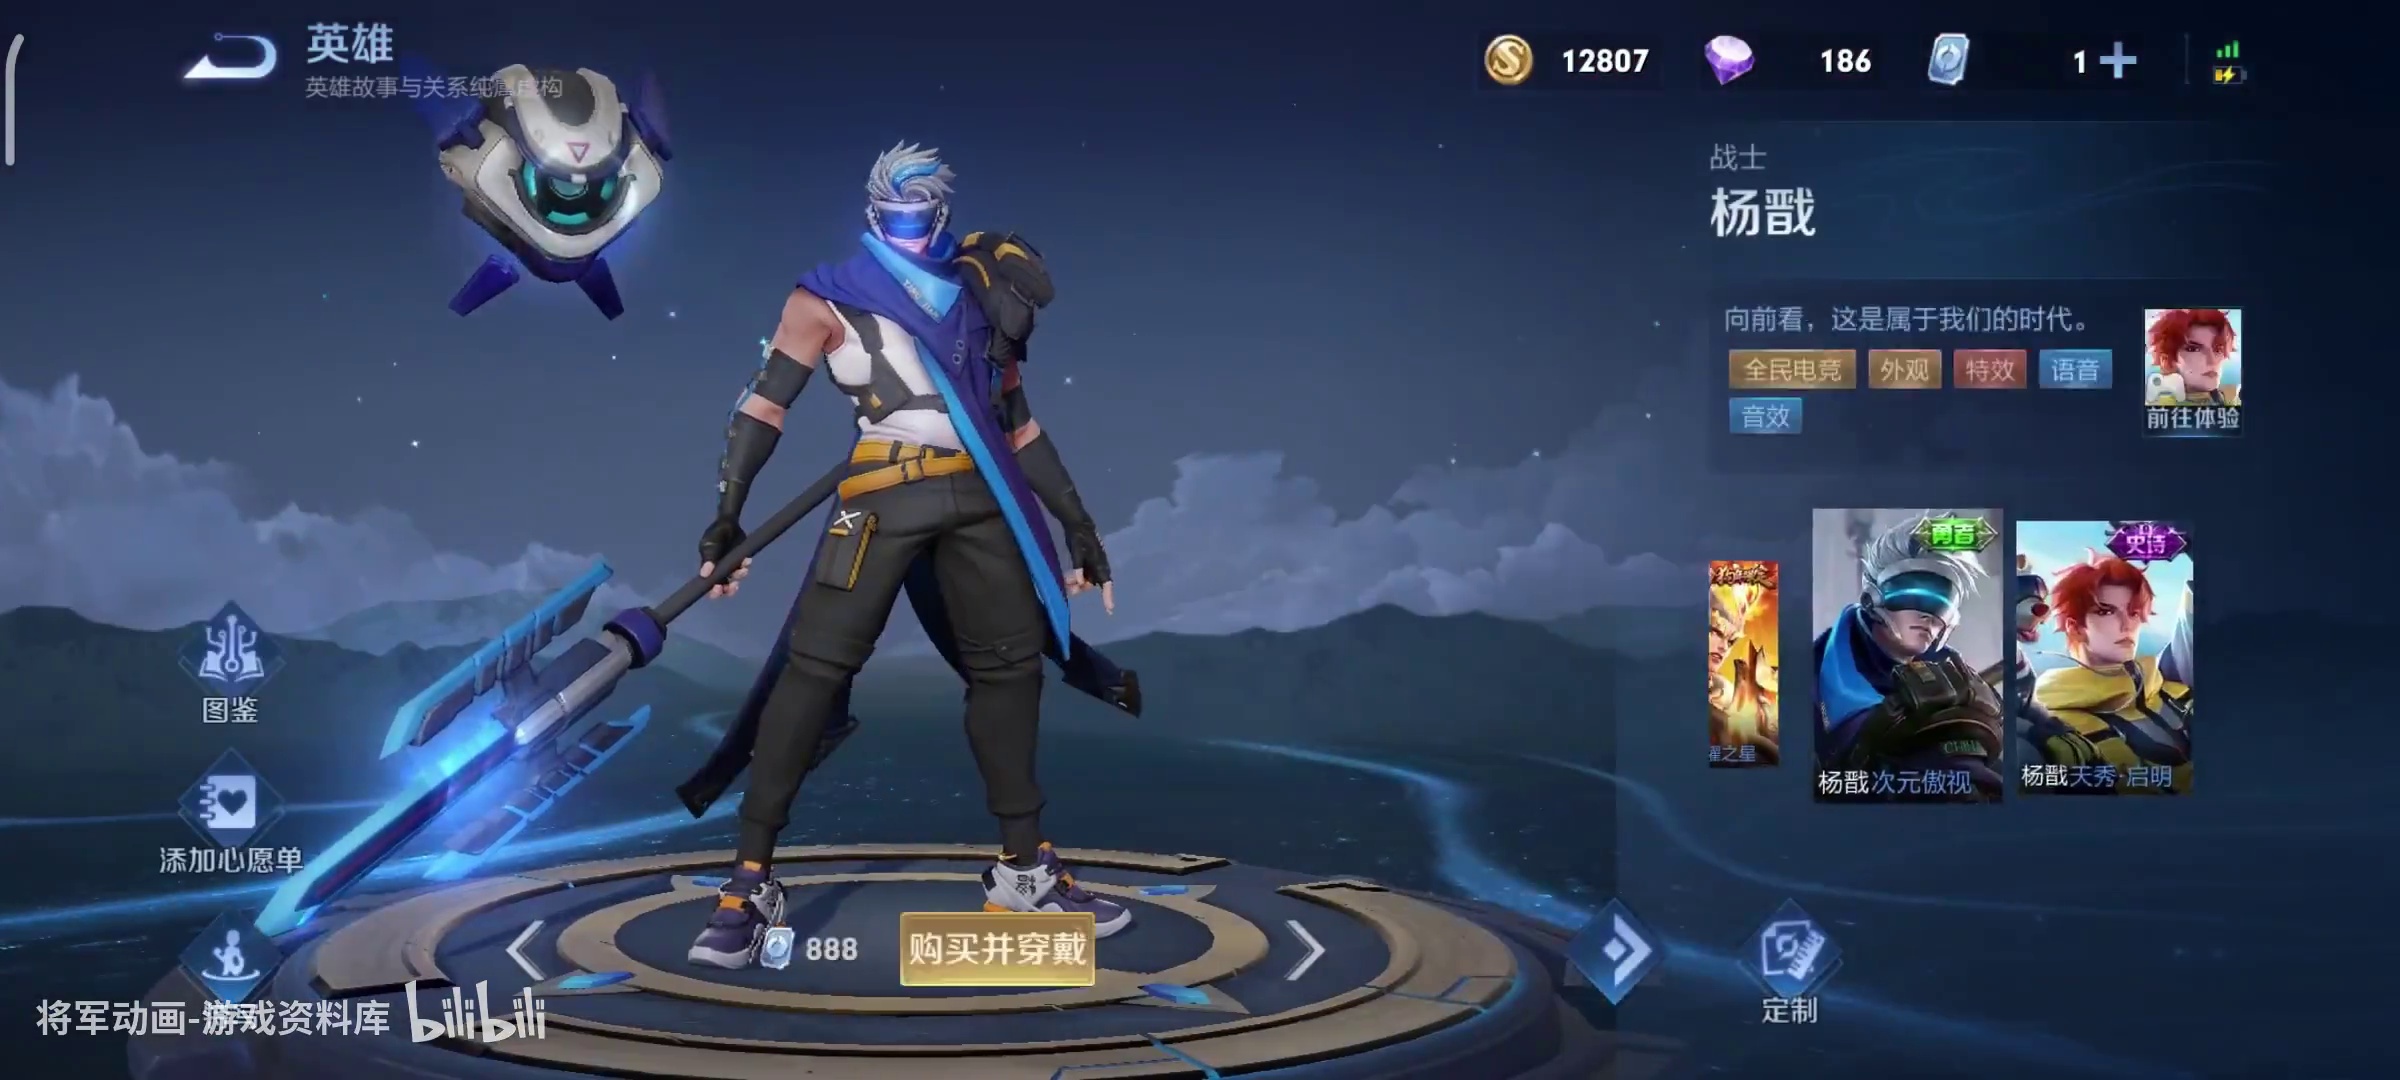 英雄
英雄故事与关系纯属虚构
12807
186
1
战士
杨戬
向前看，这是属于我们的时代。
全民电竞 外观 特效 语音
音效
前往体验
勇者
史诗
耀之星
杨戬次元傲视
杨戬天秀·启明
图鉴
添加心愿单
888
购买并穿戴
定制
将军动画-游戏资料库 bilibili